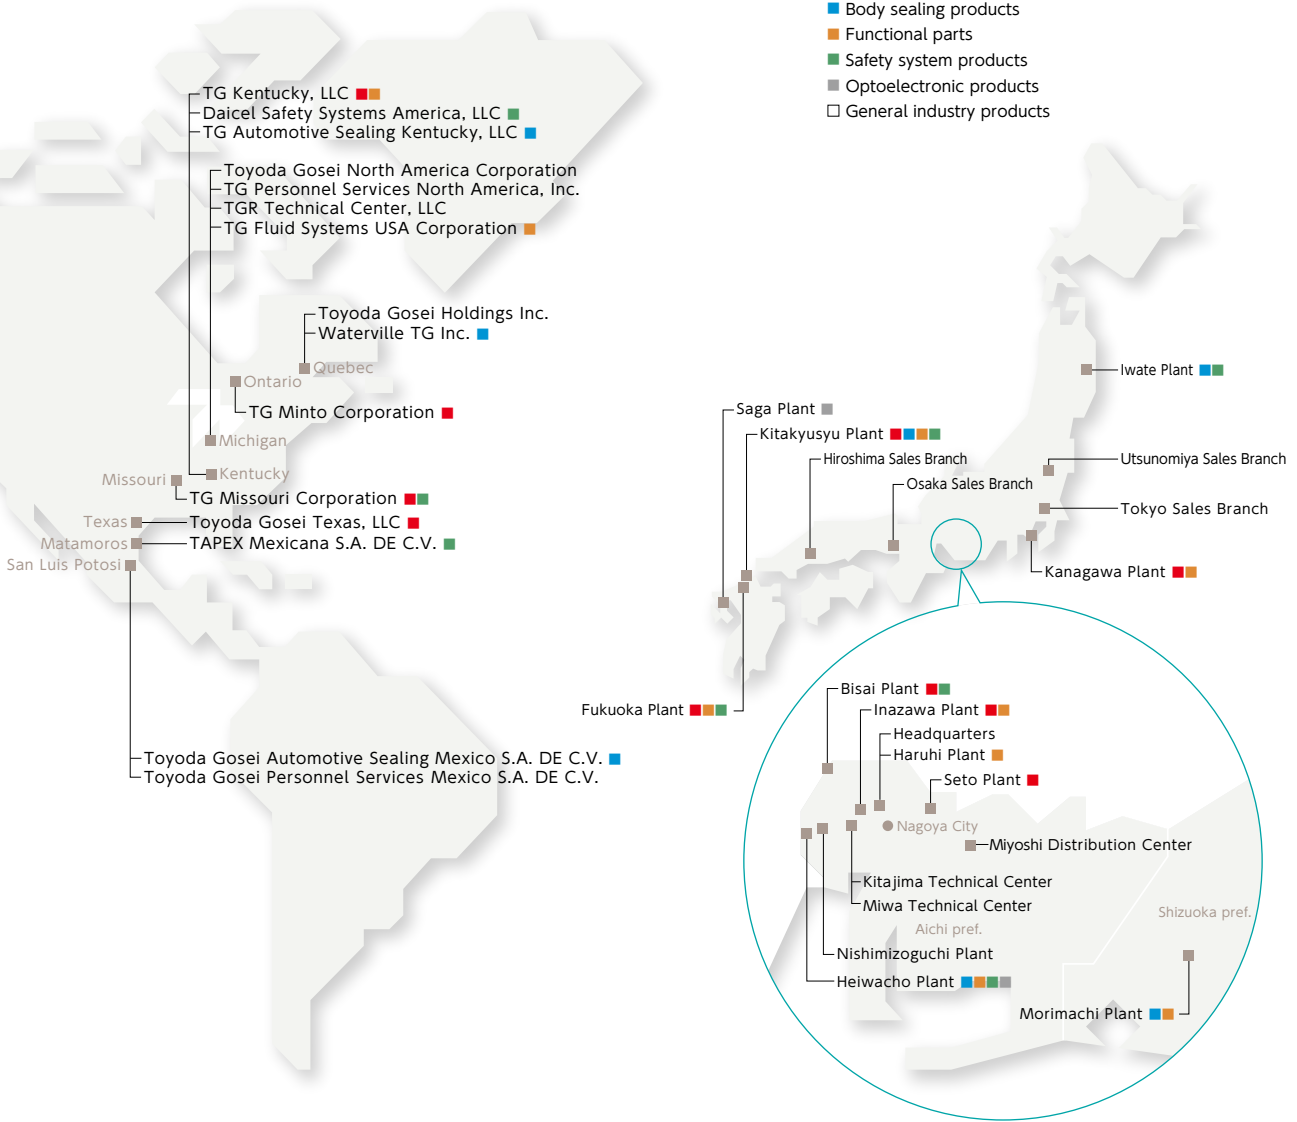 Body sealing products
Functional parts
Safety system products
Optoelectronic products
General industry products
TG Kentucky, LLC
Daicel Safety Systems America, LLC
TG Automotive Sealing Kentucky, LLC
Toyoda Gosei North America Corporation
TG Personnel Services North America, Inc.
TGR Technical Center, LLC
TG Fluid Systems USA Corporation
Toyoda Gosei Holdings Inc.
Waterville TG Inc.
Quebec
Ontario
TG Minto Corporation
Michigan
Kentucky
Missouri
TG Missouri Corporation
Texas
Toyoda Gosei Texas, LLC
Matamoros
TAPEX Mexicana S.A. DE C.V.
San Luis Potosi
Toyoda Gosei Automotive Sealing Mexico S.A. DE C.V.
Toyoda Gosei Personnel Services Mexico S.A. DE C.V.
Iwate Plant
Saga Plant
Kitakyusyu Plant
Hiroshima Sales Branch
Utsunomiya Sales Branch
Osaka Sales Branch
Tokyo Sales Branch
Kanagawa Plant
Fukuoka Plant
Bisai Plant
Inazawa Plant
Headquarters
Haruhi Plant
Seto Plant
Nagoya City
Miyoshi Distribution Center
Kitajima Technical Center
Miwa Technical Center
Shizuoka pref.
Aichi pref.
Nishimizoguchi Plant
Heiwacho Plant
Morimachi Plant